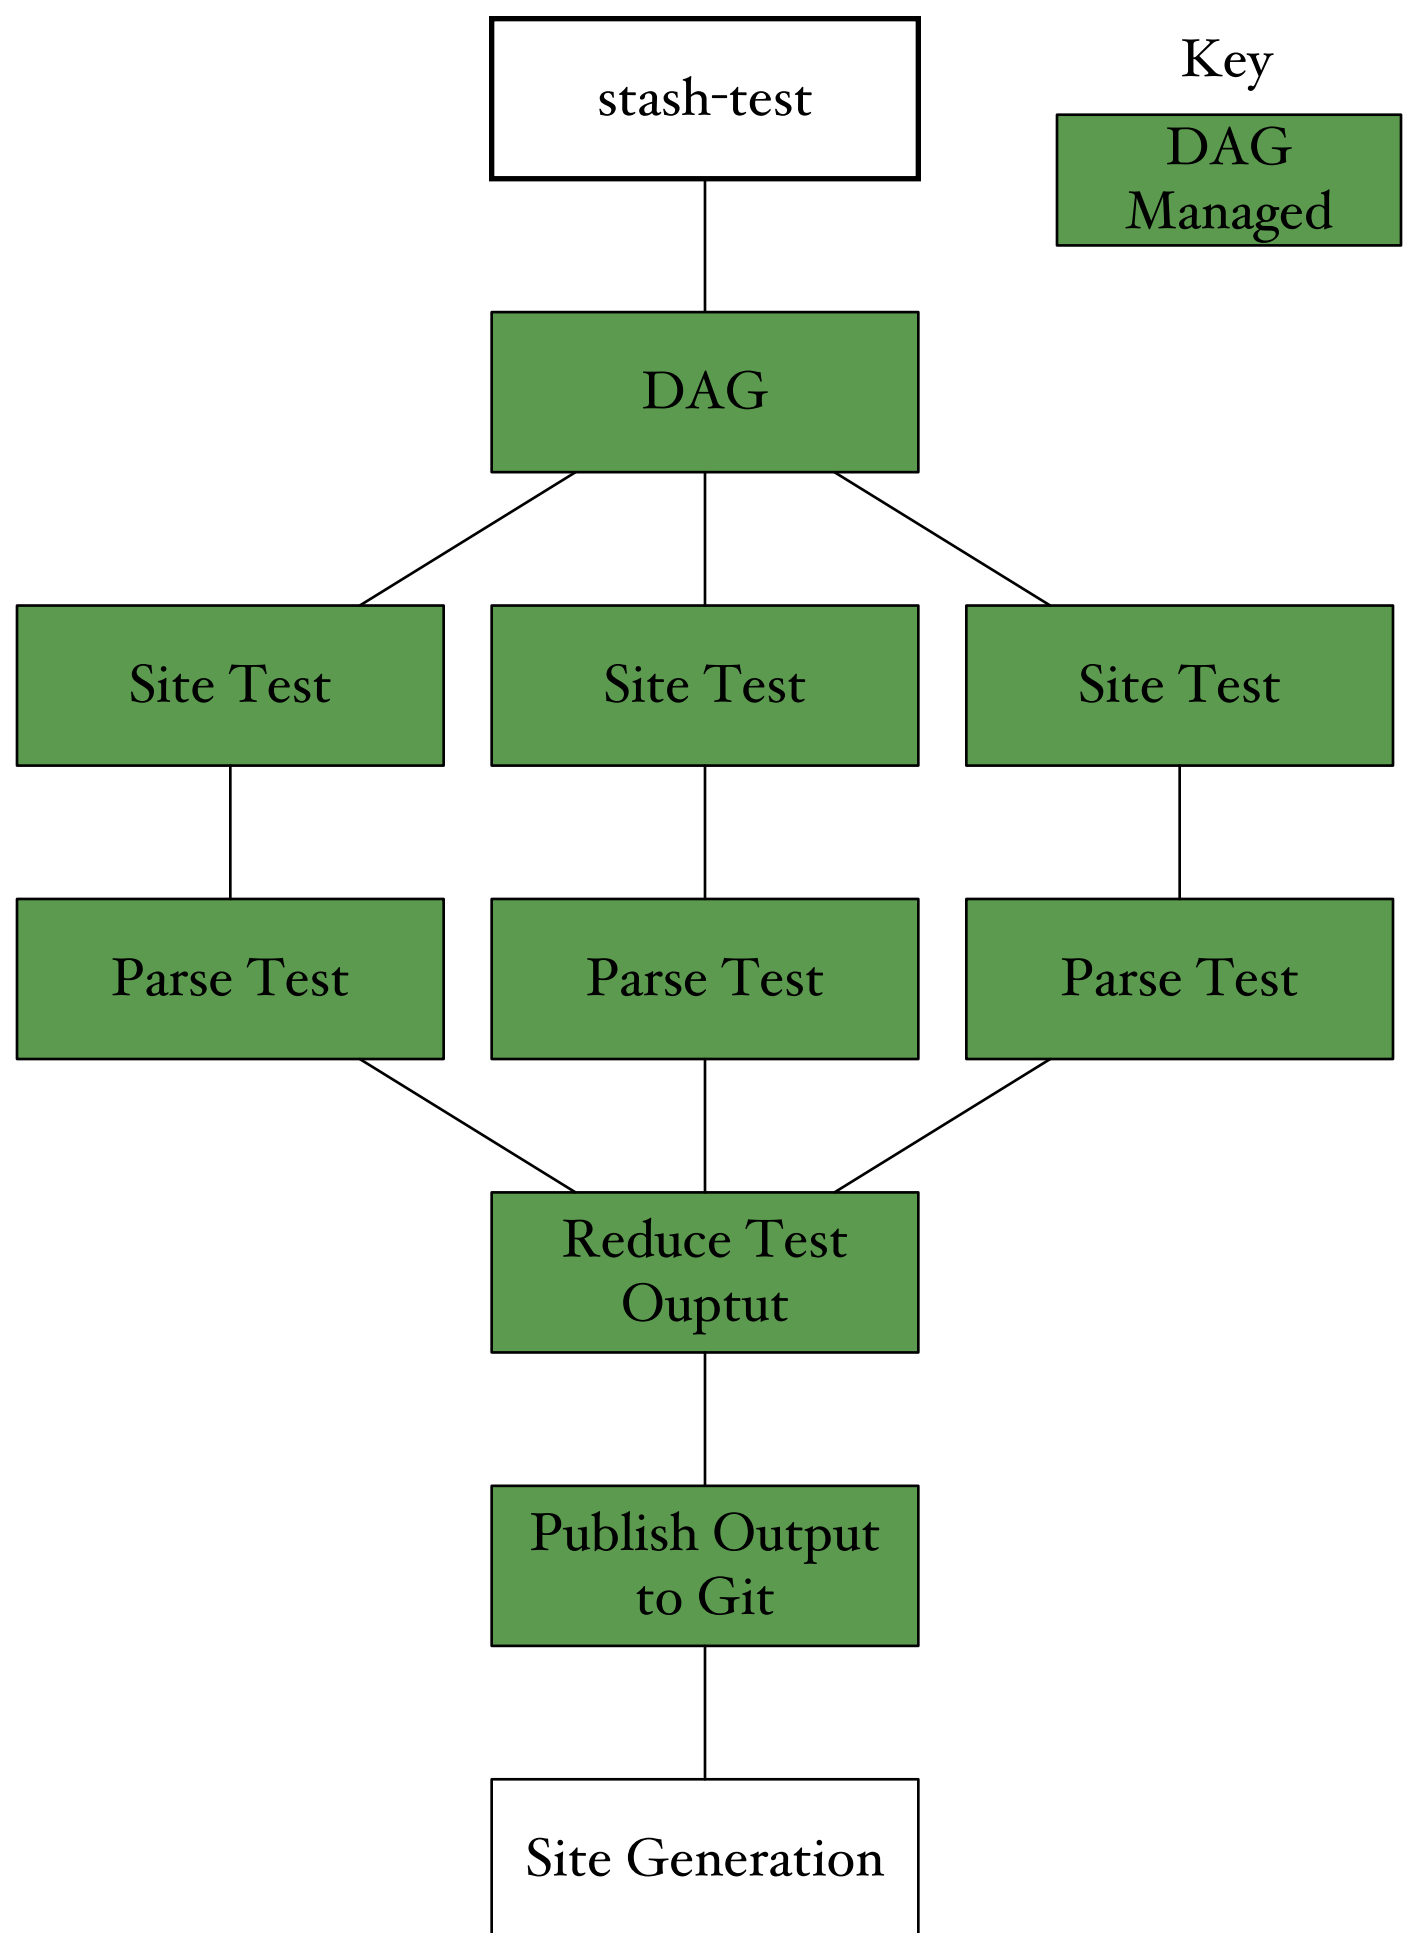 stash-test
Key
DAG
Managed
DAG
Site Test
Site Test
Site Test
Parse Test
Parse Test
Parse Test
Reduce Test
Ouptut
Publish Output
to Git
Site Generation